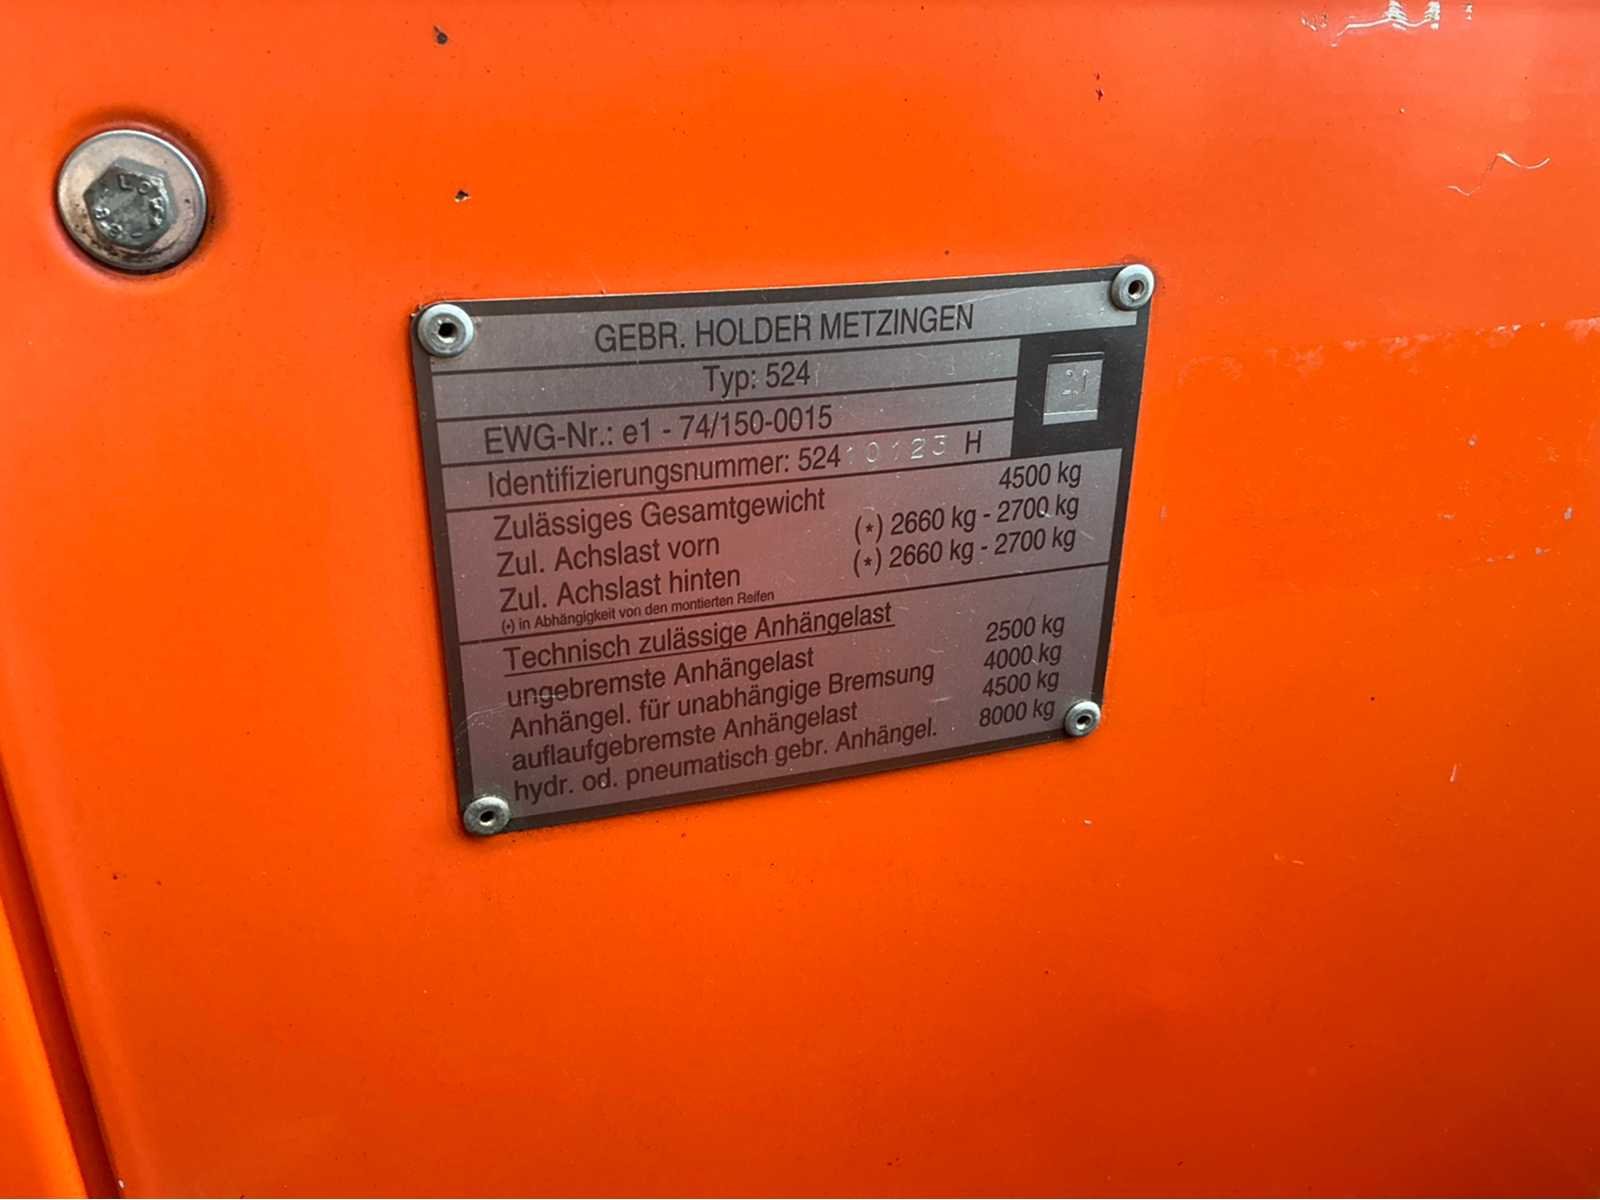 GEBR. HOLDER METZINGEN
Typ: 524
EWG-Nr.: e1 - 74/150-0015
Identifizierungsnummer: 524 10123 H
Zulässiges Gesamtgewicht 4500 kg
Zul. Achslast vorn (*) 2660 kg - 2700 kg
Zul. Achslast hinten (*) 2660 kg - 2700 kg
(*) in Abhängigkeit von den montierten Reifen
Technisch zulässige Anhängelast
ungebremste Anhängelast 2500 kg
Anhängel. für unabhängige Bremsung 4000 kg
auflaufgebremste Anhängelast 4500 kg
hydr. od. pneumatisch gebr. Anhängel. 8000 kg